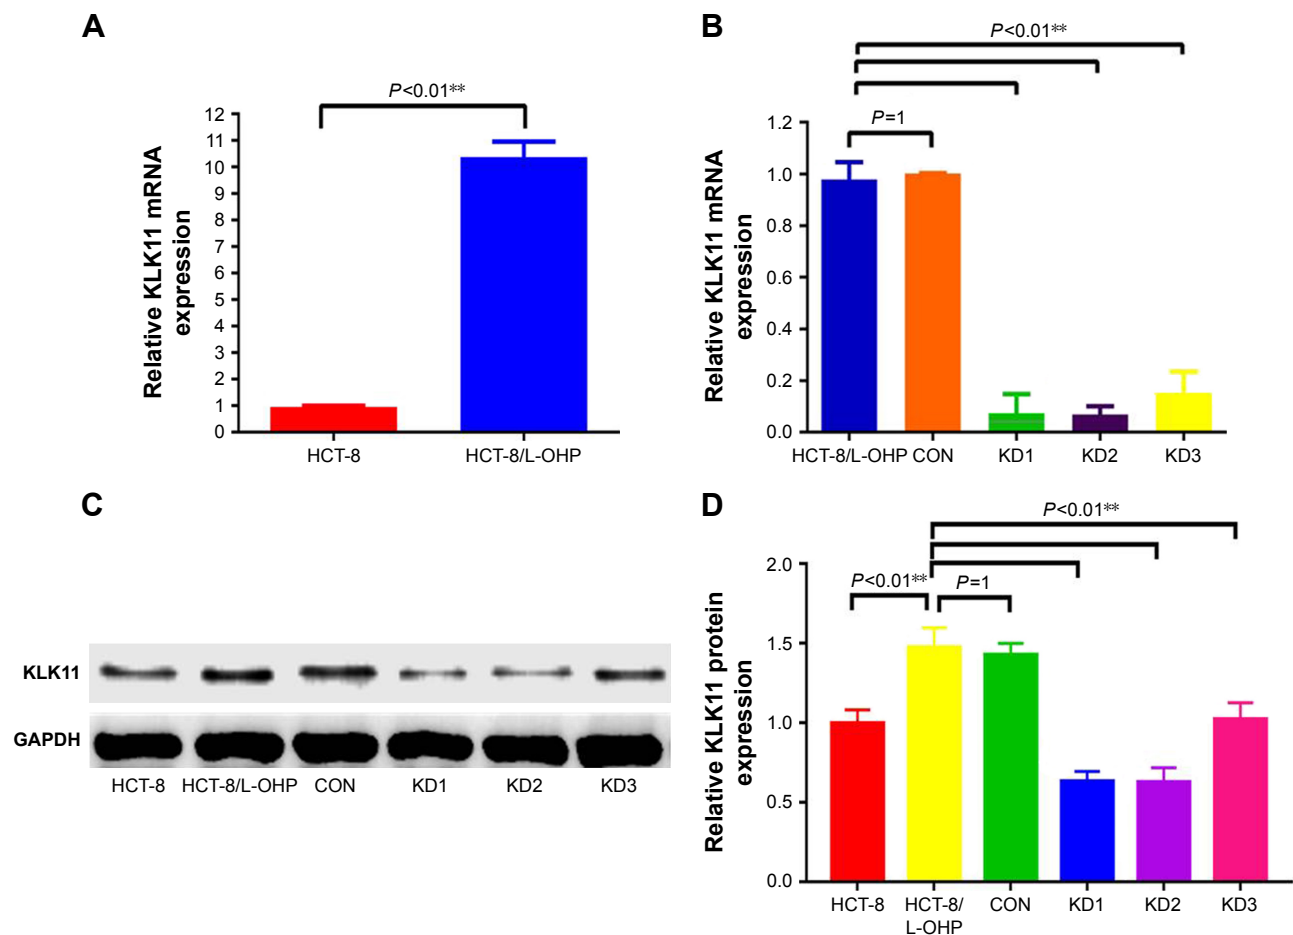 A
P<0.01**
Relative KLK11 mRNA
expression
12
11
10
9
8
7
6
5
4
3
2
1
0
HCT-8
HCT-8/L-OHP
B
P<0.01**
P=1
Relative KLK11 mRNA
expression
1.2
1.0
0.8
0.6
0.4
0.2
0.0
HCT-8/L-OHP CON KD1 KD2 KD3
C
KLK11
GAPDH
HCT-8 HCT-8/L-OHP CON KD1 KD2 KD3
D
P<0.01**
P<0.01** P=1
Relative KLK11 protein
expression
2.0
1.5
1.0
0.5
0.0
HCT-8 HCT-8/ CON KD1 KD2 KD3
L-OHP